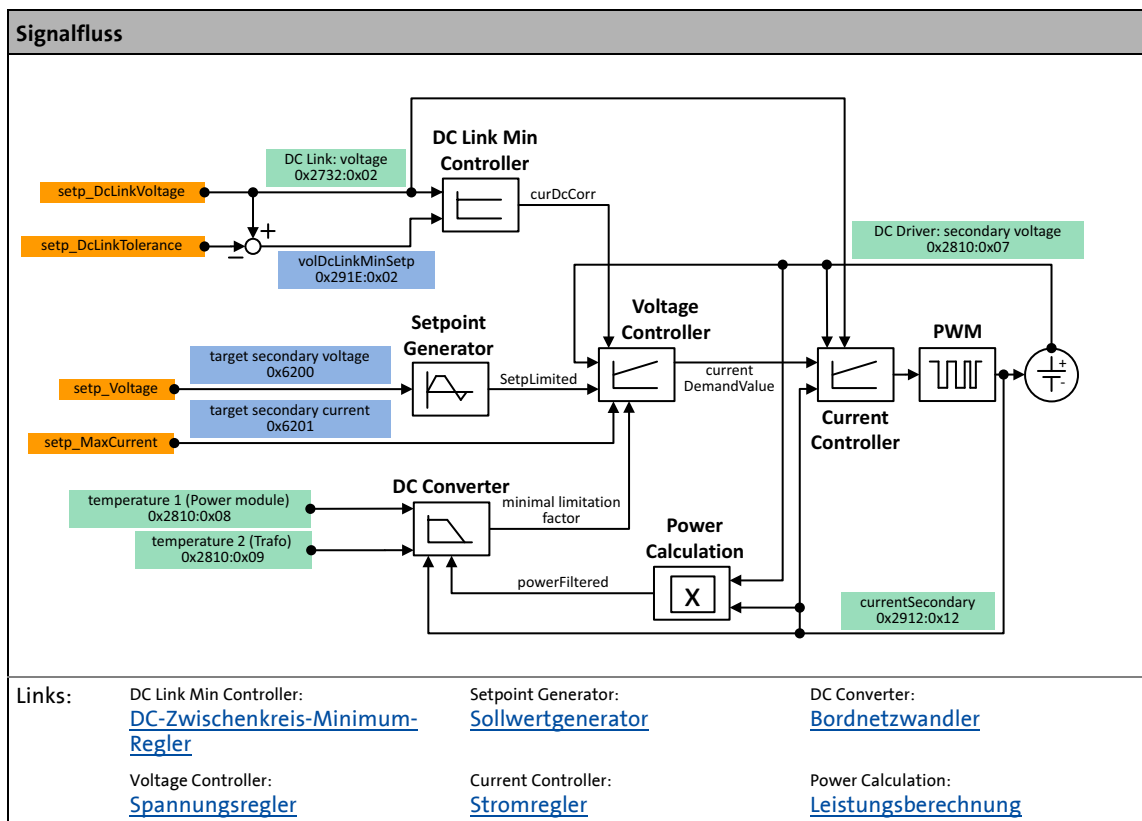 Signalfluss
DC Link Min
Controller
DC Link: voltage
0x2732:0x02
setp_DcLinkVoltage
curDcCorr
setp_DcLinkTolerance
+
−
volDcLinkMinSetp
0x291E:0x02
DC Driver: secondary voltage
0x2810:0x07
Setpoint
Generator
Voltage
Controller
PWM
target secondary voltage
0x6200
setp_Voltage
SetpLimited
current
DemandValue
+
-
target secondary current
0x6201
setp_MaxCurrent
Current
Controller
DC Converter
temperature 1 (Power module)
0x2810:0x08
minimal limitation
factor
temperature 2 (Trafo)
0x2810:0x09
Power
Calculation
powerFiltered
X
currentSecondary
0x2912:0x12
Links:
DC Link Min Controller:
DC-Zwischenkreis-Minimum-
Regler
Setpoint Generator:
Sollwertgenerator
DC Converter:
Bordnetzwandler
Voltage Controller:
Spannungsregler
Current Controller:
Stromregler
Power Calculation:
Leistungsberechnung